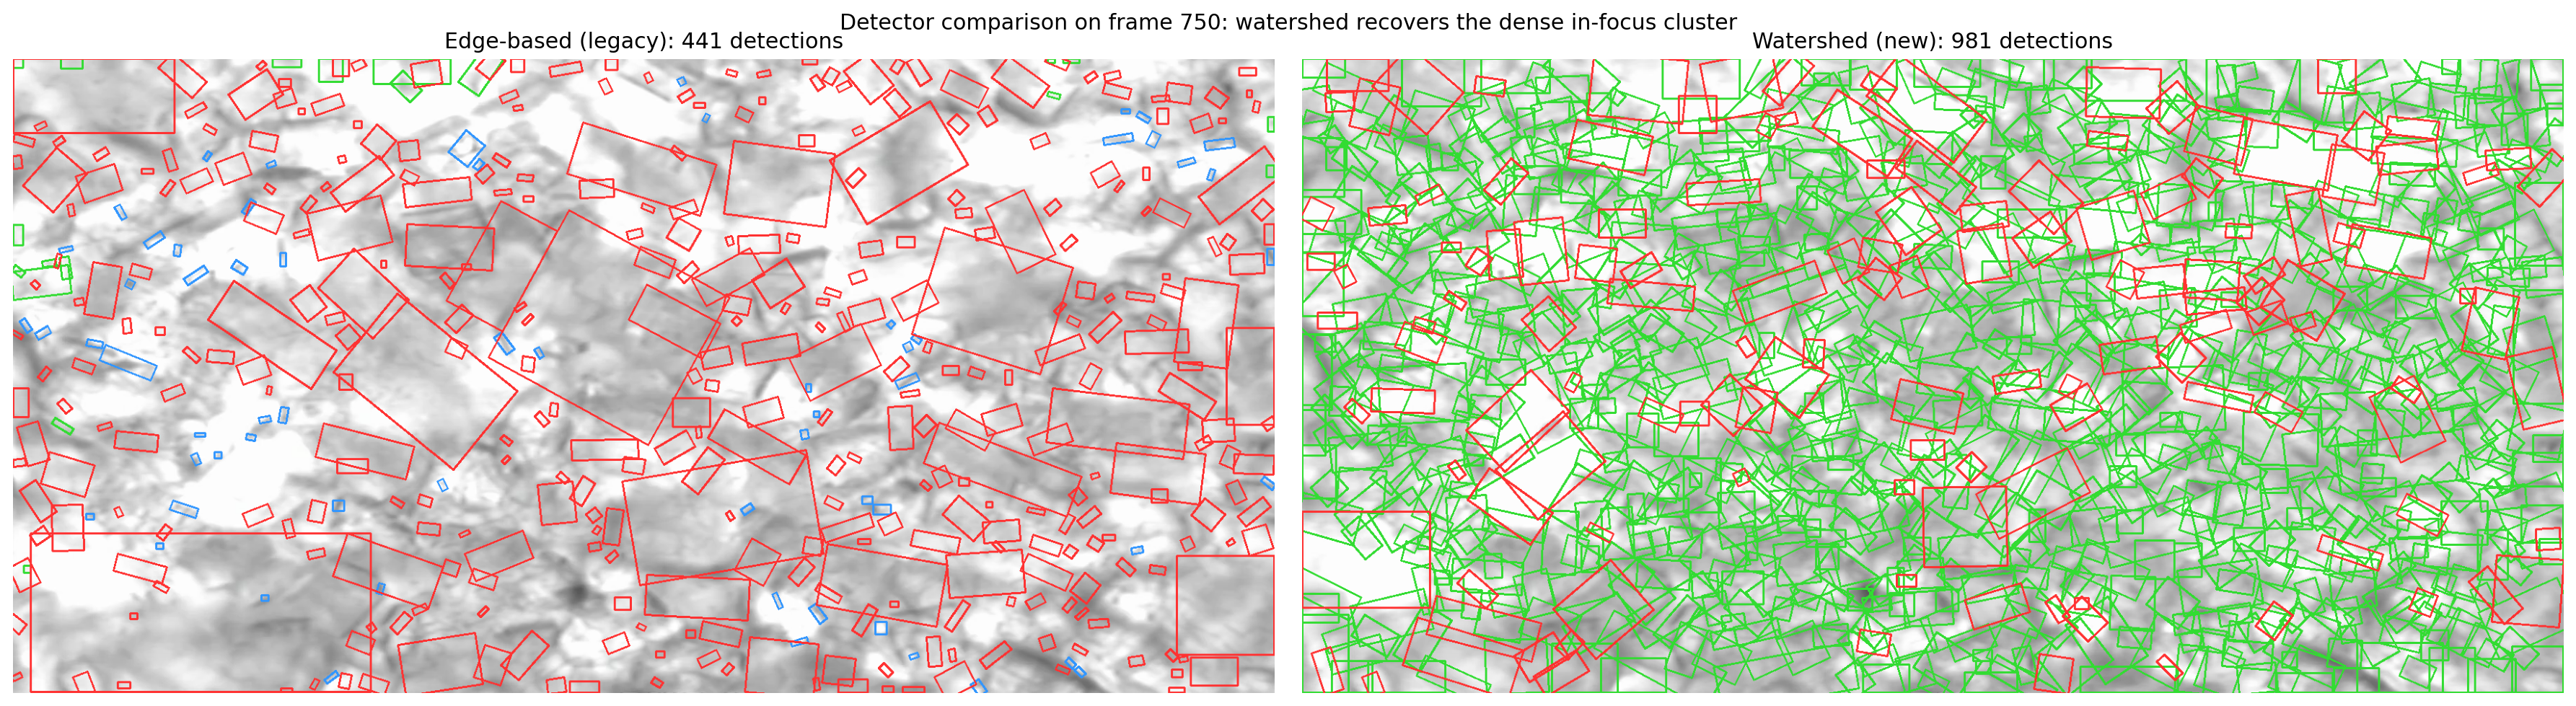 Detector comparison on frame 750: watershed recovers the dense in-focus cluster
Edge-based (legacy): 441 detections
Watershed (new): 981 detections